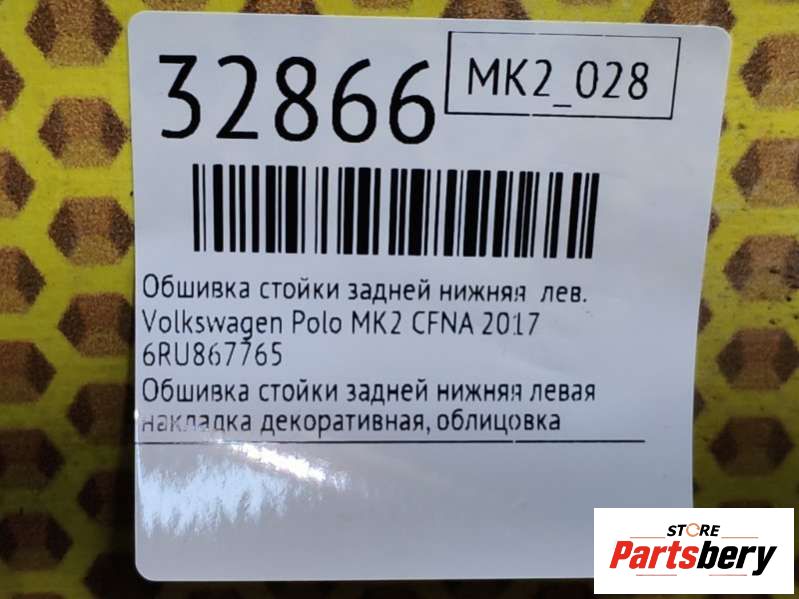 32866
MK2_028
Обшивка стойки задней нижняя лев.
Volkswagen Polo MK2 CFNA 2017
6RU867765
Обшивка стойки задней нижняя левая
накладка декоративная, облицовка
STORE
Partsbery